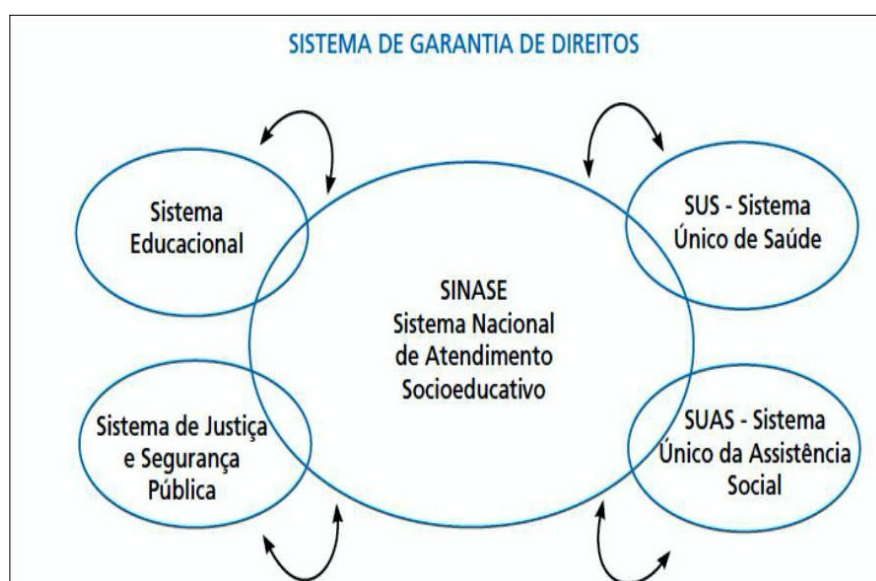 SISTEMA DE GARANTIA DE DIREITOS
Sistema
Educacional
SUS - Sistema
Único de Saúde
SINASE
Sistema Nacional
de Atendimento
Socioeducativo
Sistema de Justiça
e Segurança
Pública
SUAS - Sistema
Único da Assistência
Social